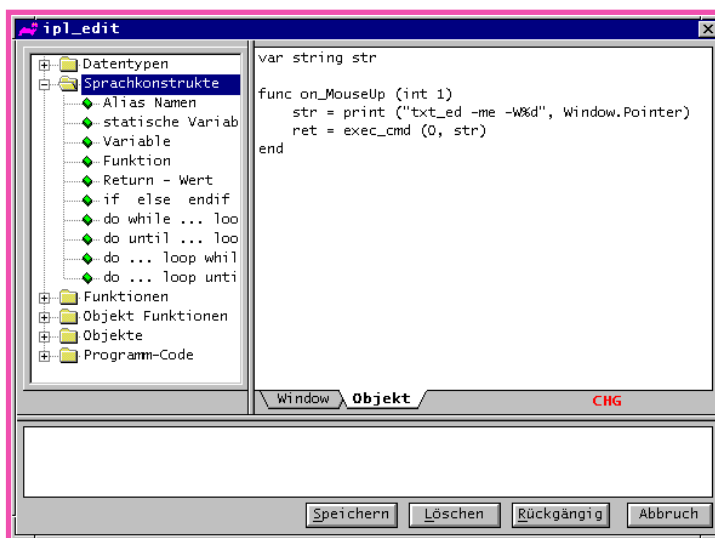 ipl_edit
Datentypen
Sprachkonstrukte
Alias Namen
statische Variab
Variable
Funktion
Return - Wert
if else endif
do while ... loo
do until ... loo
do ... loop whil
do ... loop unti
Funktionen
Objekt Funktionen
Objekte
Programm-Code
var string str
func on_MouseUp (int 1)
str = print ("txt_ed -me -W%d", Window.Pointer)
ret = exec_cmd (0, str)
end
Window Objekt CHG
Speichern Löschen Rückgängig Abbruch